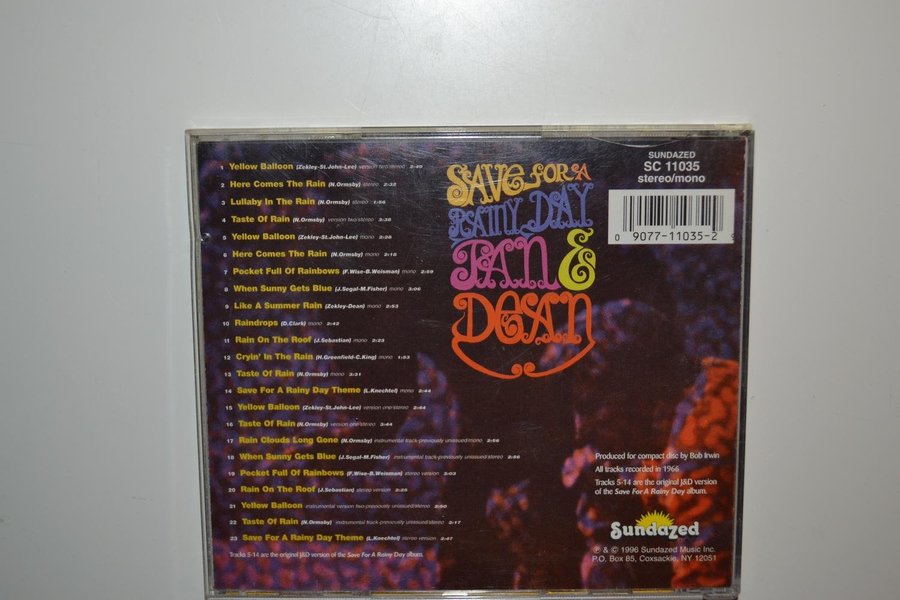 1 Yellow Balloon (Zekley-St.John-Lee) version two/stereo 2:40
2 Here Comes The Rain (N.Ormsby) stereo 2:32
3 Lullaby In The Rain (N.Ormsby) stereo 1:56
4 Taste Of Rain (N.Ormsby) version two/stereo 3:36
5 Yellow Balloon (Zekley-St.John-Lee) mono 2:28
6 Here Comes The Rain (N.Ormsby) mono 2:18
7 Pocket Full Of Rainbows (F.Wise-B.Weisman) mono 2:59
8 When Sunny Gets Blue (J.Segal-M.Fisher) mono 3:06
9 Like A Summer Rain (Zekley-Dean) mono 2:53
10 Raindrops (D.Clark) mono 2:42
11 Rain On The Roof (J.Sebastian) mono 2:23
12 Cryin' In The Rain (H.Greenfield-C.King) mono 1:53
13 Taste Of Rain (N.Ormsby) mono 3:31
14 Save For A Rainy Day Theme (L.Knechtel) mono 2:44
15 Yellow Balloon (Zekley-St.John-Lee) version one/stereo 2:44
16 Taste Of Rain (N.Ormsby) version one/stereo 3:44
17 Rain Clouds Long Gone (N.Ormsby) instrumental track-previously unissued/mono 2:56
18 When Sunny Gets Blue (J.Segal-M.Fisher) instrumental track-previously unissued/stereo 2:56
19 Pocket Full Of Rainbows (F.Wise-B.Weisman) stereo version 3:03
20 Rain On The Roof (J.Sebastian) stereo version 2:25
21 Yellow Balloon instrumental version two-previously unissued/stereo 2:50
22 Taste Of Rain (N.Ormsby) instrumental track-previously unissued/stereo 2:17
23 Save For A Rainy Day Theme (L.Knechtel) stereo version 2:47
Tracks 5-14 are the original J&D version of the Save For A Rainy Day album.
SAVE FOR A
RAINY DAY
JAN &
DEAN
SUNDAZED
SC 11035
stereo/mono
0 9077-11035-2
Produced for compact disc by Bob Irwin
All tracks recorded in 1966
Tracks 5-14 are the original J&D version
of the Save For A Rainy Day album.
Sundazed
℗ & © 1996 Sundazed Music Inc.
P.O. Box 85, Coxsackie, NY 12051